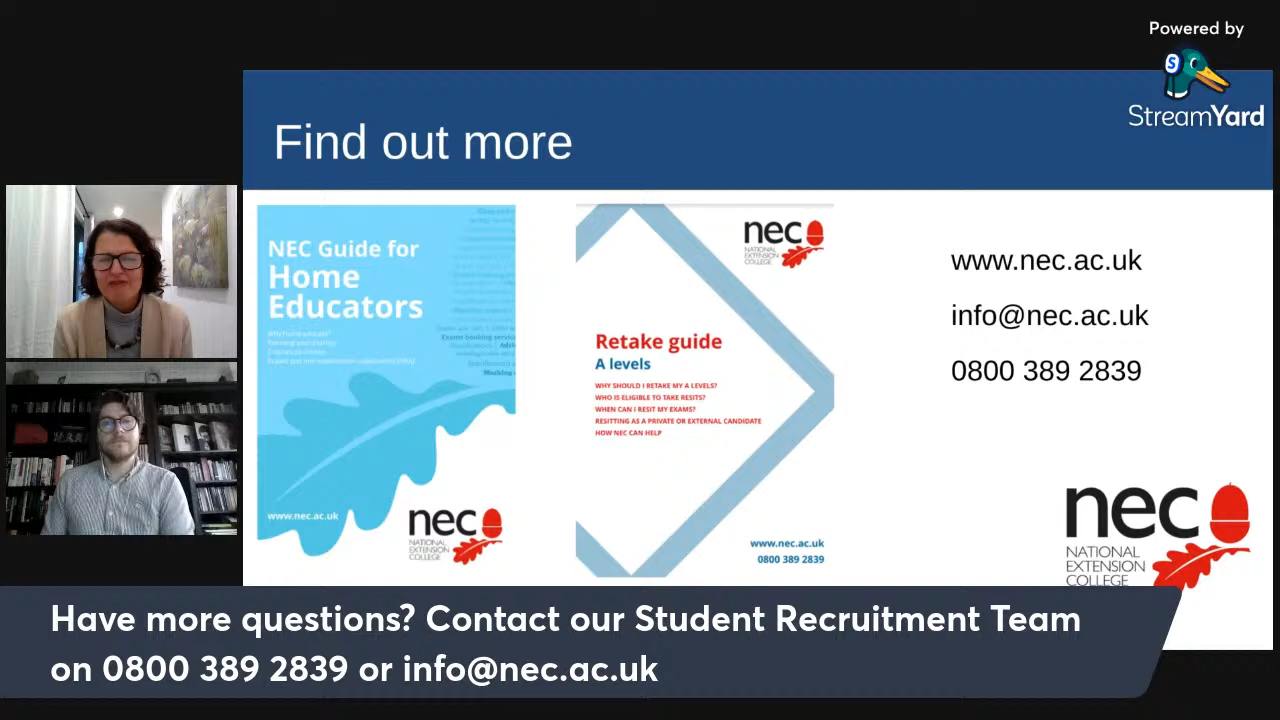 Powered by
StreamYard
Find out more
NEC Guide for
Home
Educators
www.nec.ac.uk
nec
NATIONAL
EXTENSION
COLLEGE
nec
NATIONAL
EXTENSION
COLLEGE
Retake guide
A levels
WHY SHOULD I RETAKE MY A LEVELS?
WHO IS ELIGIBLE TO TAKE RESITS?
WHEN CAN I RESIT MY EXAMS?
RESITTING AS A PRIVATE OR EXTERNAL CANDIDATE
HOW NEC CAN HELP
www.nec.ac.uk
0800 389 2839
www.nec.ac.uk
info@nec.ac.uk
0800 389 2839
nec
NATIONAL
EXTENSION
COLLEGE
Have more questions? Contact our Student Recruitment Team
on 0800 389 2839 or info@nec.ac.uk